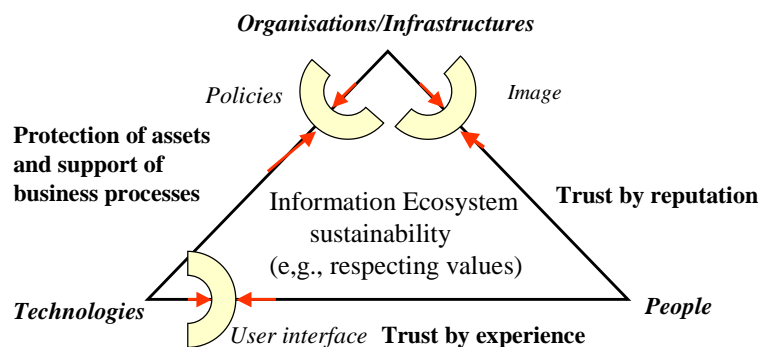 Organisations/Infrastructures
Policies
Image
Protection of assets
and support of
business processes
Trust by reputation
Information Ecosystem
sustainability
(e,g., respecting values)
Technologies
People
User interface
Trust by experience